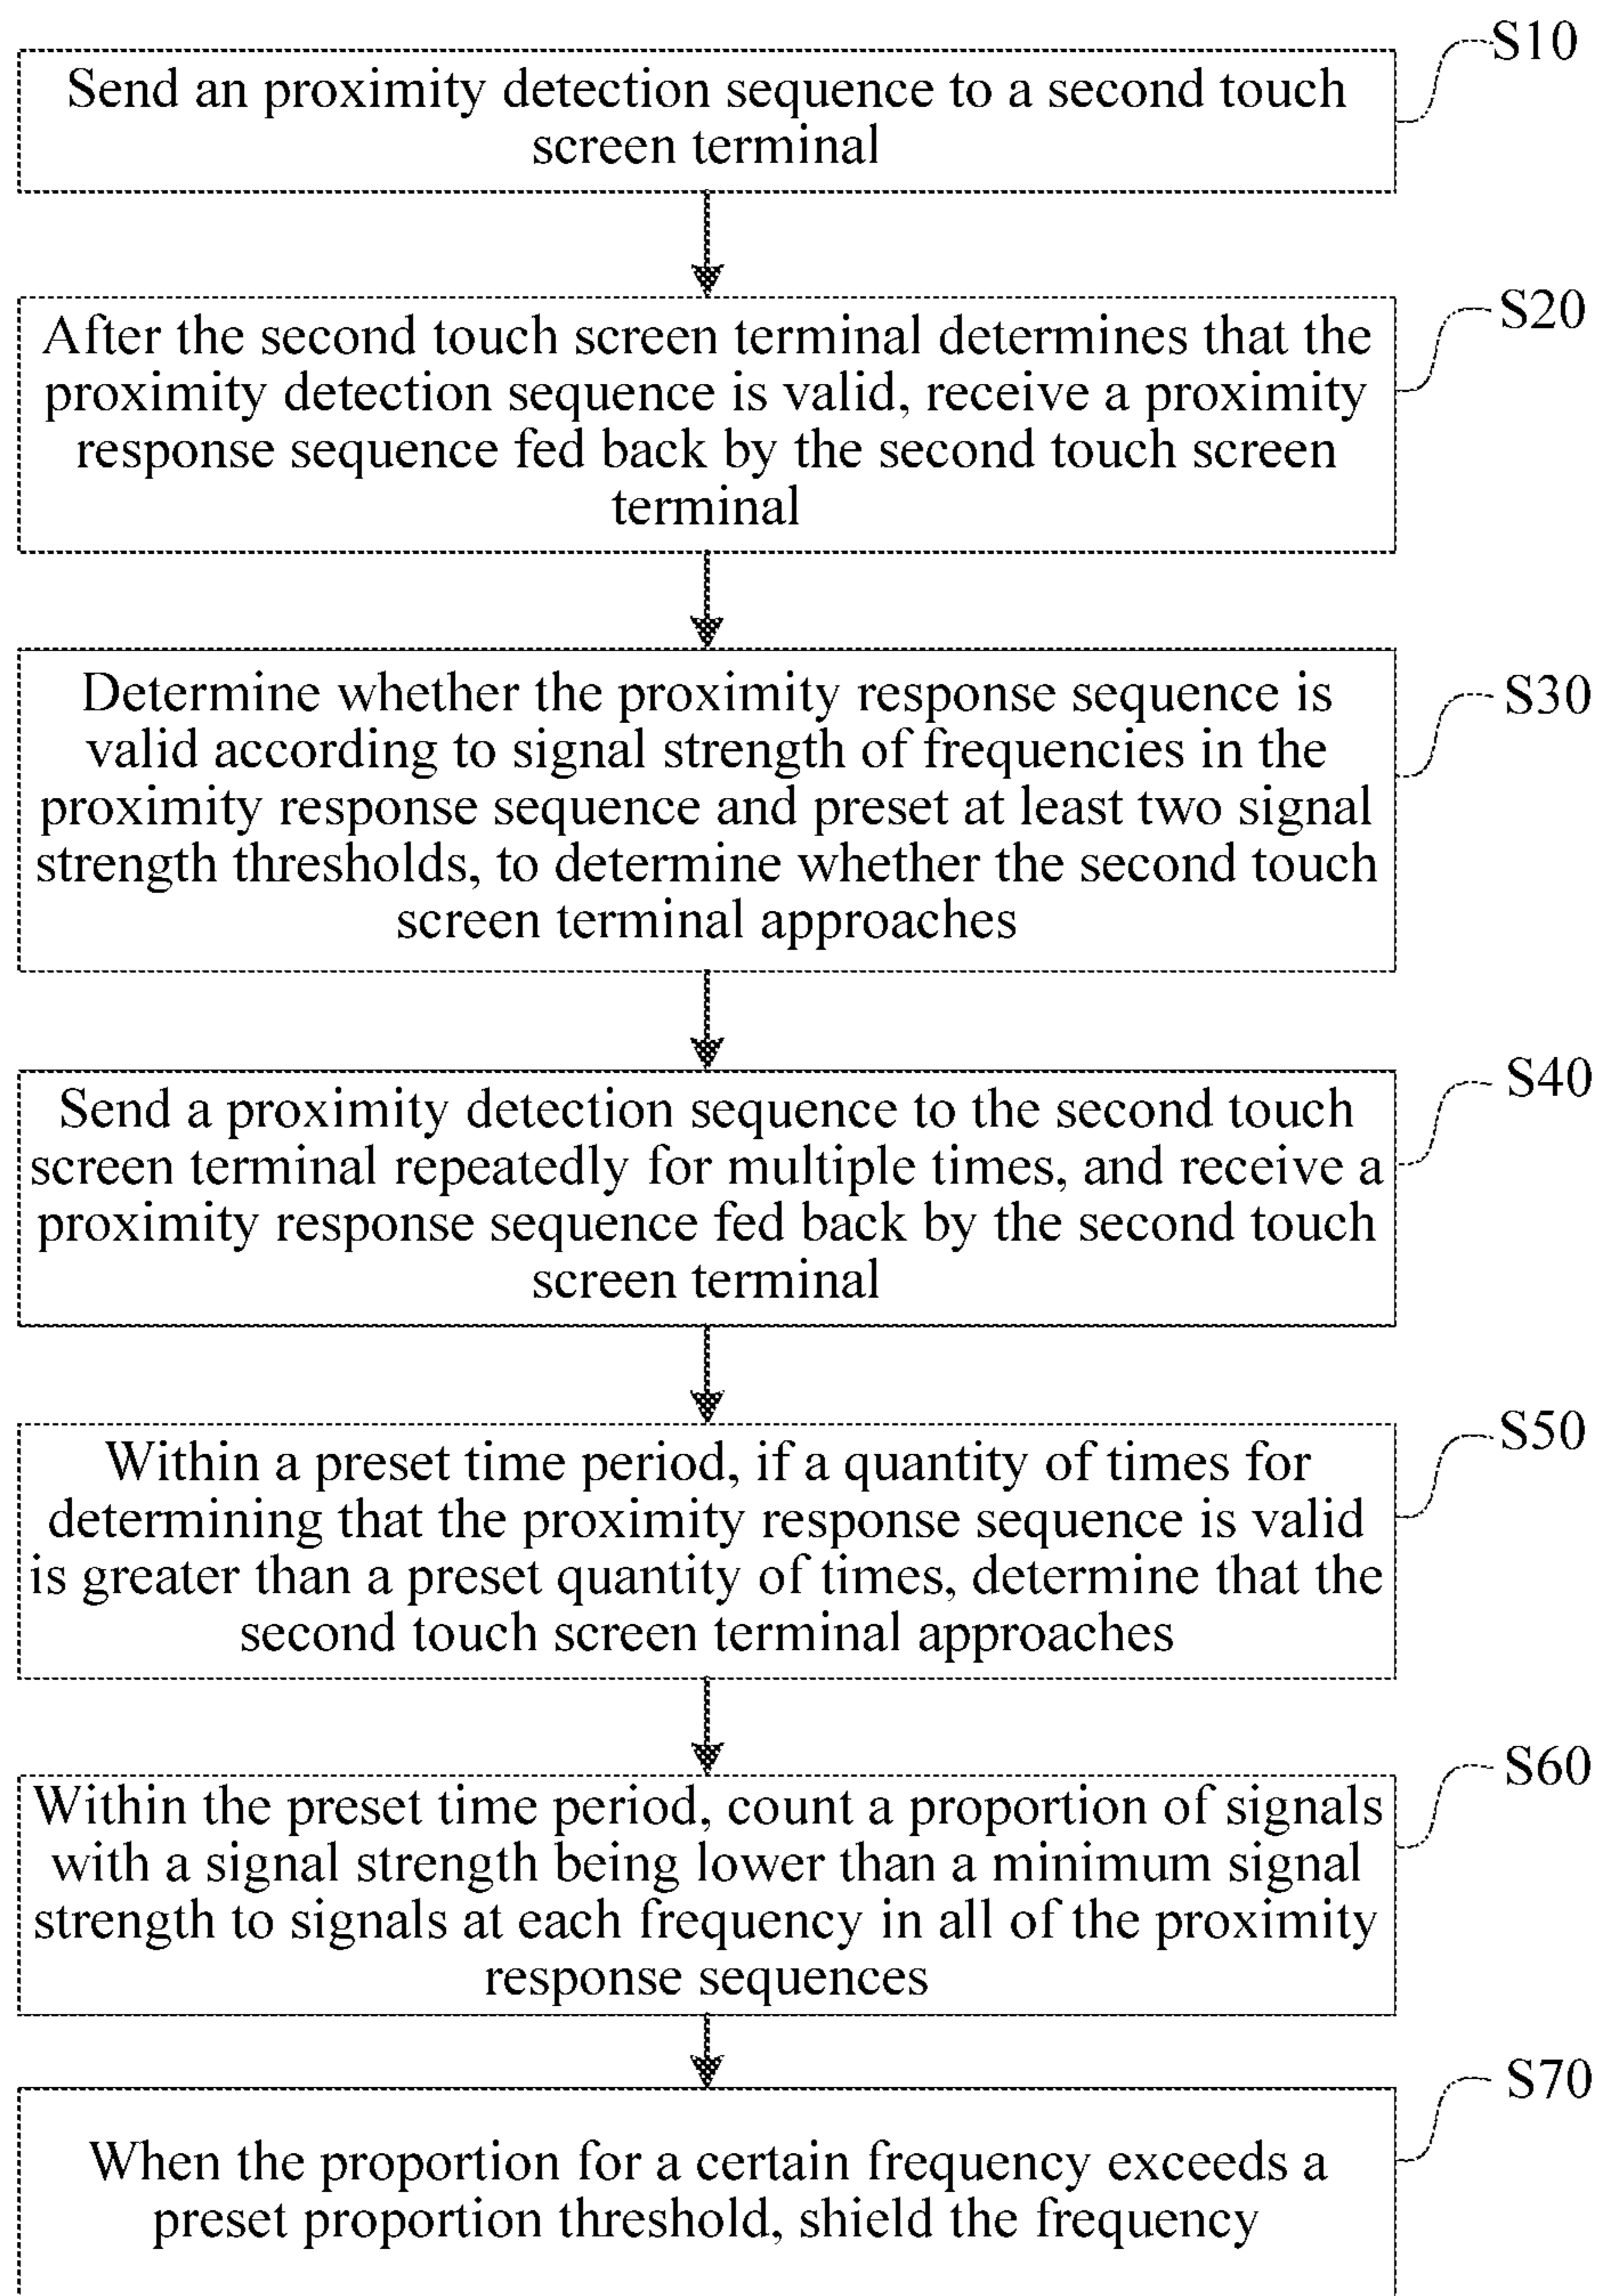 S10
Send an proximity detection sequence to a second touch
screen terminal
S20
After the second touch screen terminal determines that the
proximity detection sequence is valid, receive a proximity
response sequence fed back by the second touch screen
terminal
S30
Determine whether the proximity response sequence is
valid according to signal strength of frequencies in the
proximity response sequence and preset at least two signal
strength thresholds, to determine whether the second touch
screen terminal approaches
S40
Send a proximity detection sequence to the second touch
screen terminal repeatedly for multiple times, and receive a
proximity response sequence fed back by the second touch
screen terminal
S50
Within a preset time period, if a quantity of times for
determining that the proximity response sequence is valid
is greater than a preset quantity of times, determine that the
second touch screen terminal approaches
S60
Within the preset time period, count a proportion of signals
with a signal strength being lower than a minimum signal
strength to signals at each frequency in all of the proximity
response sequences
S70
When the proportion for a certain frequency exceeds a
preset proportion threshold, shield the frequency